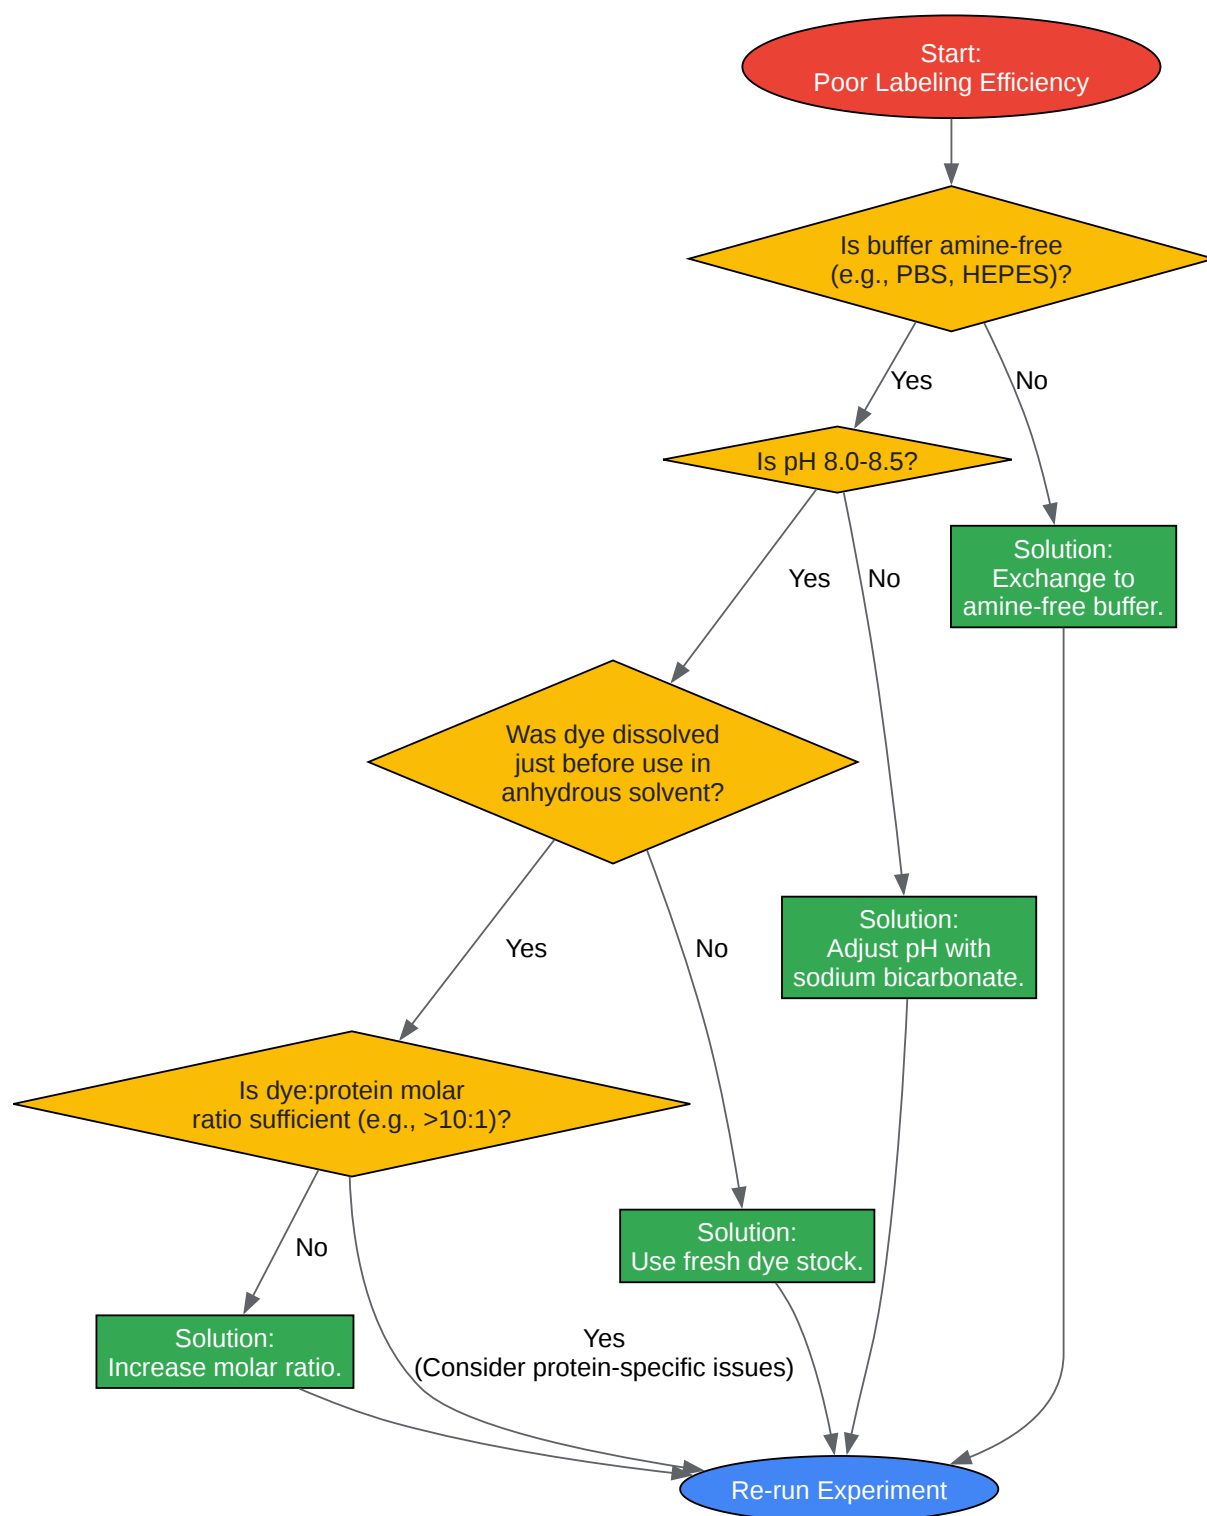 Start:
Poor Labeling Efficiency
Is buffer amine-free
(e.g., PBS, HEPES)?
Yes
No
Is pH 8.0-8.5?
Solution:
Exchange to
amine-free buffer.
Yes
No
Was dye dissolved
just before use in
anhydrous solvent?
Solution:
Adjust pH with
sodium bicarbonate.
Yes
No
Is dye:protein molar
ratio sufficient (e.g., >10:1)?
Solution:
Use fresh dye stock.
No
Solution:
Increase molar ratio.
Yes
(Consider protein-specific issues)
Re-run Experiment